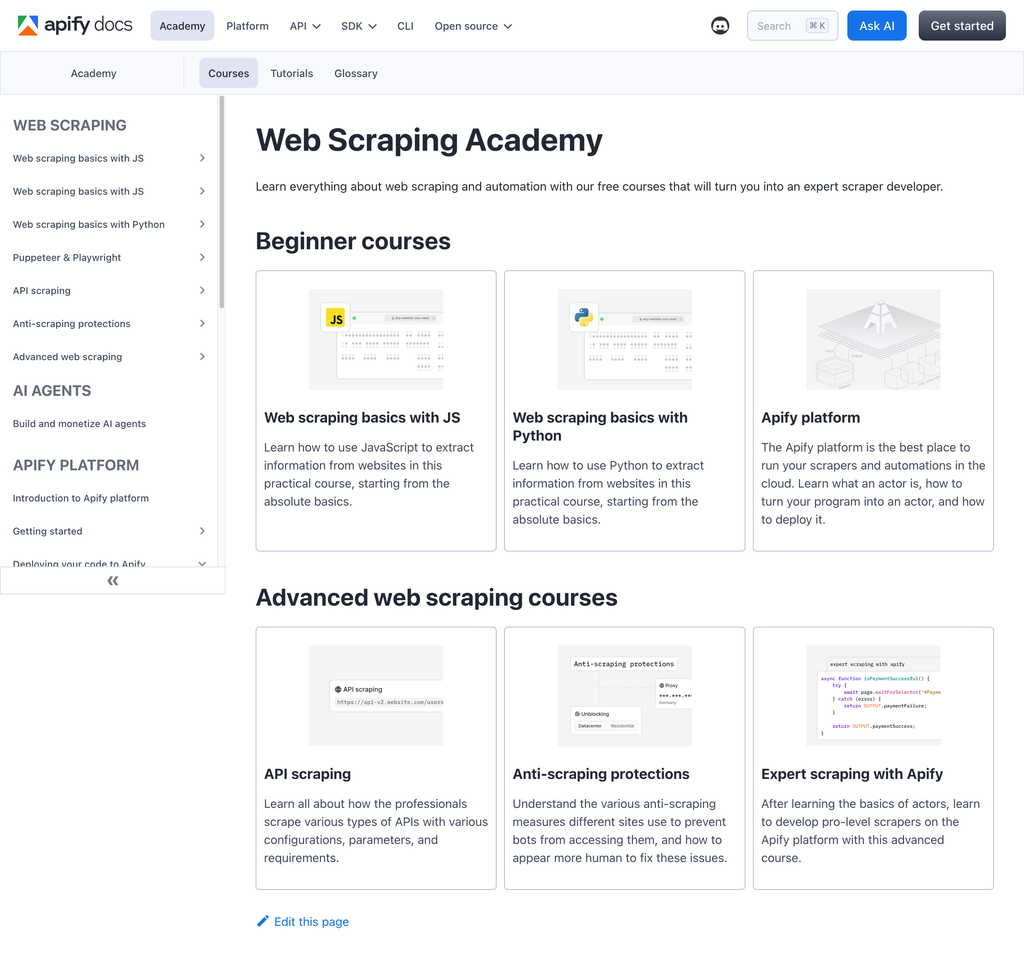 apify docs
Academy
Platform
API
SDK
CLI
Open source
Search
⌘ K
Ask AI
Get started
Academy
Courses
Tutorials
Glossary
WEB SCRAPING
Web scraping basics with JS
Web scraping basics with JS
Web scraping basics with Python
Puppeteer & Playwright
API scraping
Anti-scraping protections
Advanced web scraping
AI AGENTS
Build and monetize AI agents
APIFY PLATFORM
Introduction to Apify platform
Getting started
Deploying your code to Apify
Web Scraping Academy
Learn everything about web scraping and automation with our free courses that will turn you into an expert scraper developer.
Beginner courses
JS
Web scraping basics with JS
Learn how to use JavaScript to extract
information from websites in this
practical course, starting from the
absolute basics.
Web scraping basics with
Python
Learn how to use Python to extract
information from websites in this
practical course, starting from the
absolute basics.
Apify platform
The Apify platform is the best place to
run your scrapers and automations in the
cloud. Learn what an actor is, how to
turn your program into an actor, and how
to deploy it.
Advanced web scraping courses
API scraping
https://api-v2.website.com/users
API scraping
Learn all about how the professionals
scrape various types of APIs with various
configurations, parameters, and
requirements.
Anti-scraping protections
Proxy
Germany
Unblocking
Datacenter
Residential
Anti-scraping protections
Understand the various anti-scraping
measures different sites use to prevent
bots from accessing them, and how to
appear more human to fix these issues.
expert scraping with apify
async function isPaymentSuccessful() {
try {
await page.waitForSelector('#Payme
} catch (error) {
return OUTPUT.paymentFailure;
}
return OUTPUT.paymentSuccess;
}
Expert scraping with Apify
After learning the basics of actors, learn
to develop pro-level scrapers on the
Apify platform with this advanced
course.
Edit this page